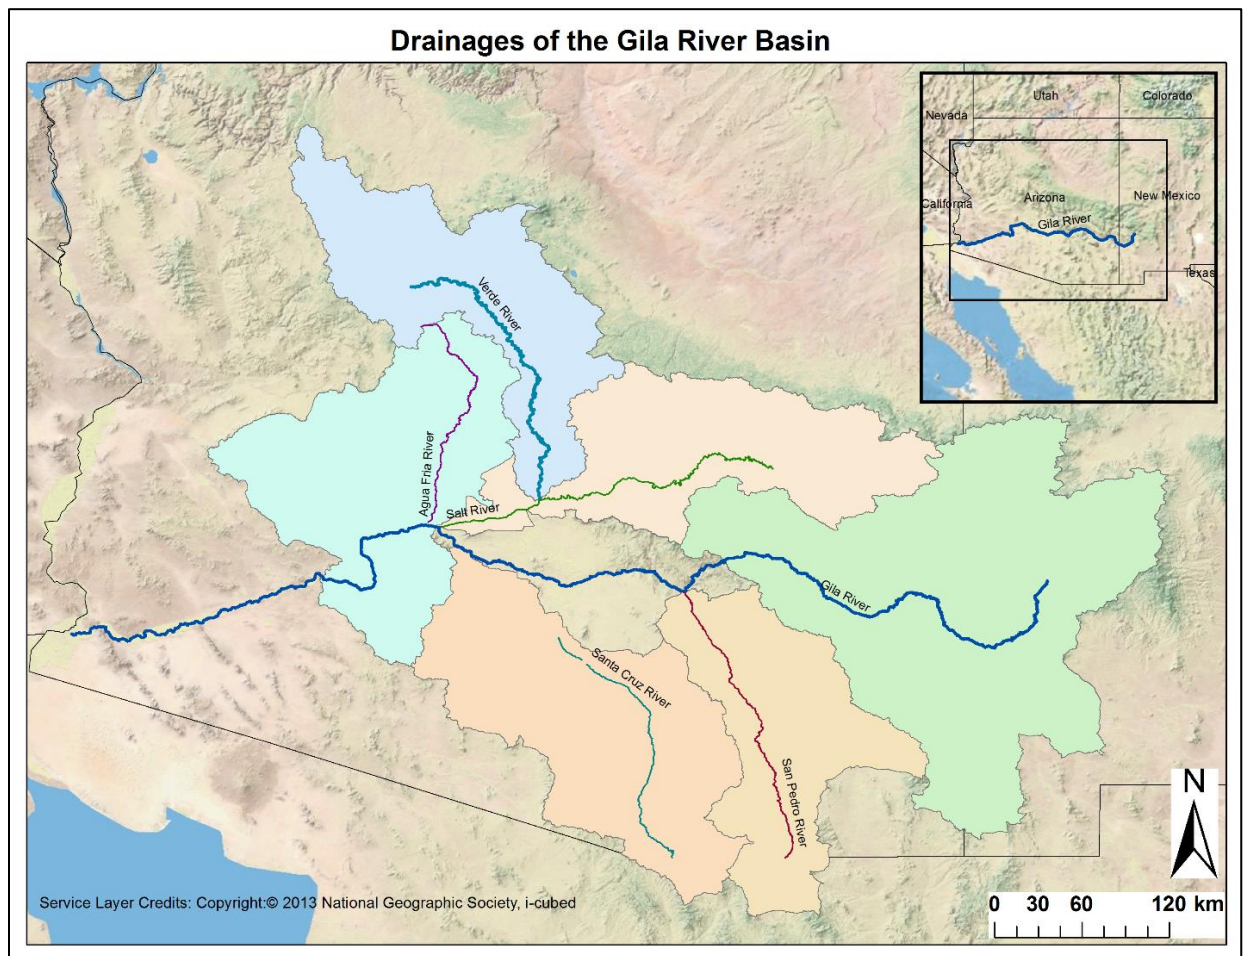 Drainages of the Gila River Basin
Utah
Colorado
Nevada
Arizona
New Mexico
California
Gila River
Texas
Verde River
Agua Fria River
Salt River
Gila River
Santa Cruz River
San Pedro River
N
Service Layer Credits: Copyright:© 2013 National Geographic Society, i-cubed
0 30 60 120 km